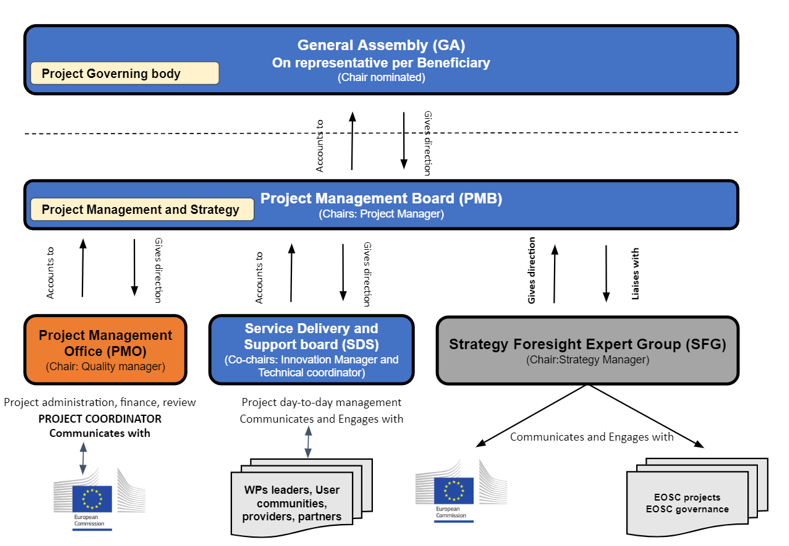 General Assembly (GA)
On representative per Beneficiary
(Chair nominated)
Project Governing body
Accounts to
Gives direction
Project Management Board (PMB)
(Chairs: Project Manager)
Project Management and Strategy
Accounts to
Gives direction
Accounts to
Gives direction
Gives direction
Liaises with
Project Management
Office (PMO)
(Chair: Quality manager)
Service Delivery and
Support board (SDS)
(Co-chairs: Innovation Manager and
Technical coordinator)
Strategy Foresight Expert Group (SFG)
(Chair:Strategy Manager)
Project administration, finance, review
PROJECT COORDINATOR
Communicates with
Project day-to-day management
Communicates and Engages with
Communicates and Engages with
European
Commission
WPs leaders, User
communities,
providers, partners
European
Commission
EOSC projects
EOSC governance